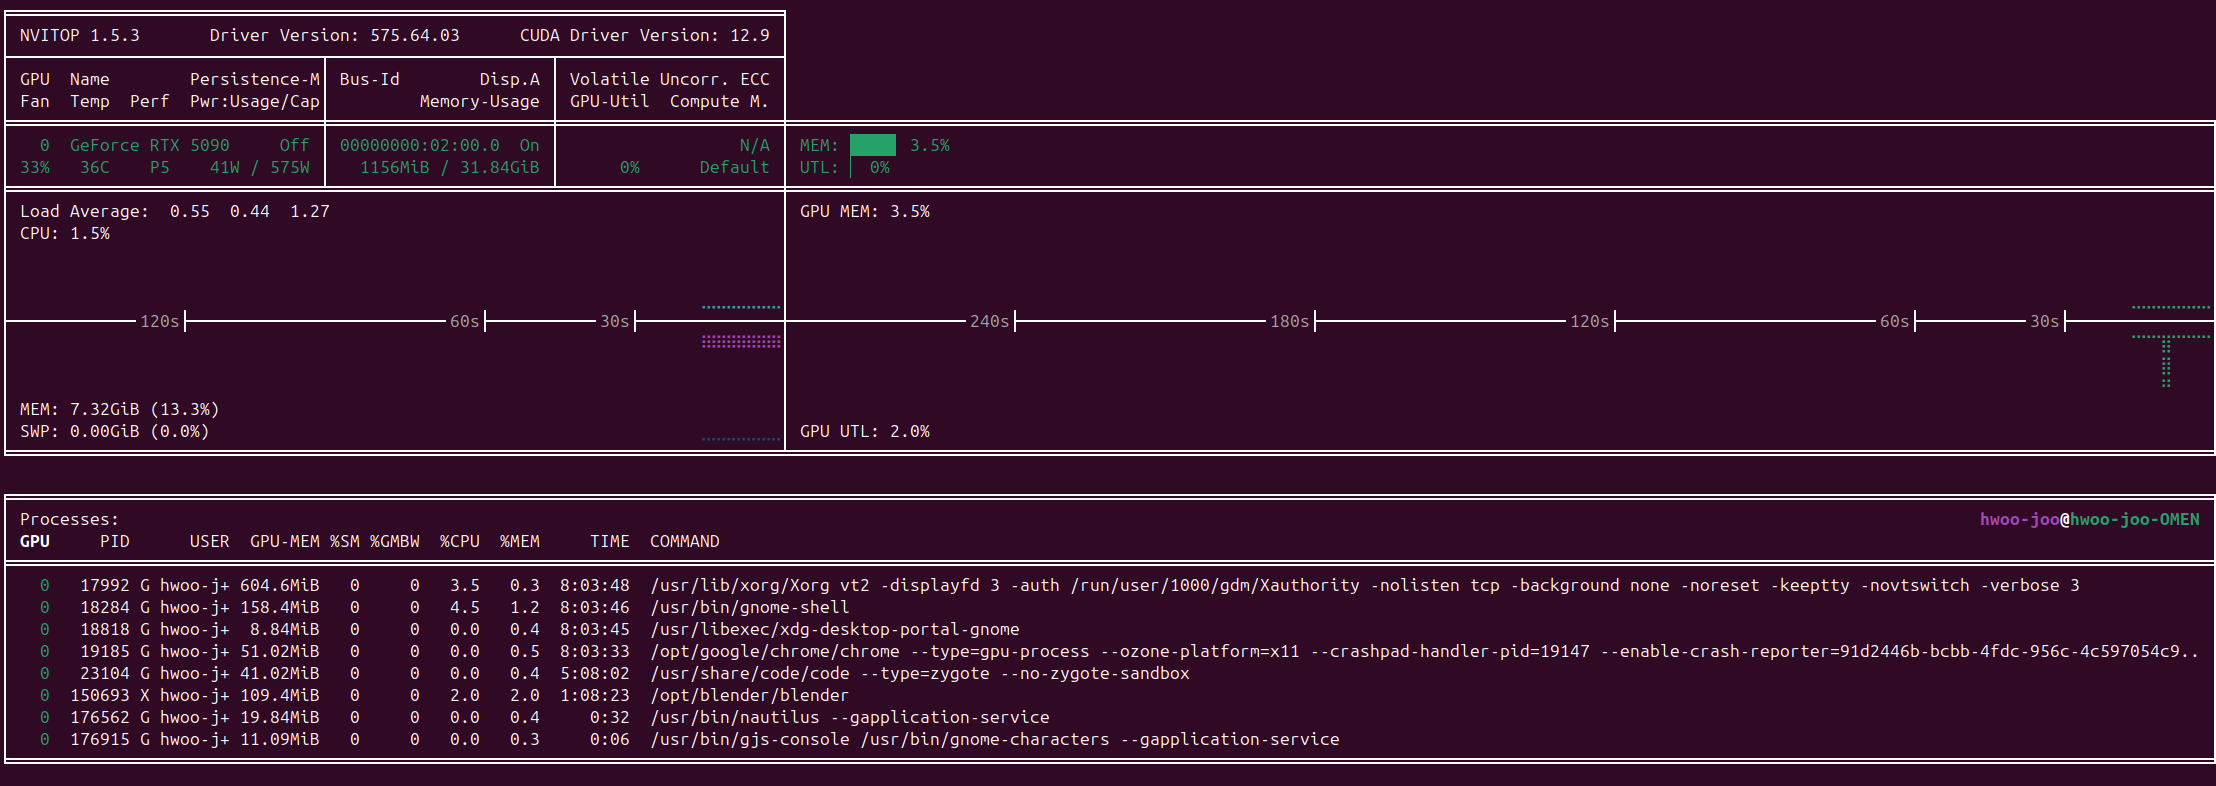 NVITOP 1.5.3       Driver Version: 575.64.03      CUDA Driver Version: 12.9
GPU  Name        Persistence-M  Bus-Id        Disp.A   Volatile Uncorr. ECC
Fan  Temp  Perf  Pwr:Usage/Cap          Memory-Usage   GPU-Util  Compute M.
0  GeForce RTX 5090     Off   00000000:02:00.0  On                    N/A   MEM: 3.5%
33%   36C    P5    41W / 575W     1156MiB / 31.84GiB        0%      Default   UTL: 0%
Load Average:  0.55  0.44  1.27   GPU MEM: 3.5%
CPU: 1.5%
120s   60s   30s   240s   180s   120s   60s   30s
MEM: 7.32GiB (13.3%)
SWP: 0.00GiB (0.0%)   GPU UTL: 2.0%
Processes:   hwoo-joo@hwoo-joo-OMEN
GPU     PID      USER  GPU-MEM %SM %GMBW  %CPU  %MEM     TIME  COMMAND
0   17992 G hwoo-j+ 604.6MiB   0     0   3.5   0.3  8:03:48  /usr/lib/xorg/Xorg vt2 -displayfd 3 -auth /run/user/1000/gdm/Xauthority -nolisten tcp -background none -noreset -keeptty -novtswitch -verbose 3
0   18284 G hwoo-j+ 158.4MiB   0     0   4.5   1.2  8:03:46  /usr/bin/gnome-shell
0   18818 G hwoo-j+  8.84MiB   0     0   0.0   0.4  8:03:45  /usr/libexec/xdg-desktop-portal-gnome
0   19185 G hwoo-j+ 51.02MiB   0     0   0.0   0.5  8:03:33  /opt/google/chrome/chrome --type=gpu-process --ozone-platform=x11 --crashpad-handler-pid=19147 --enable-crash-reporter=91d2446b-bcbb-4fdc-956c-4c597054c9..
0   23104 G hwoo-j+ 41.02MiB   0     0   0.0   0.4  5:08:02  /usr/share/code/code --type=zygote --no-zygote-sandbox
0  150693 X hwoo-j+ 109.4MiB   0     0   2.0   2.0  1:08:23  /opt/blender/blender
0  176562 G hwoo-j+ 19.84MiB   0     0   0.0   0.4     0:32  /usr/bin/nautilus --gapplication-service
0  176915 G hwoo-j+ 11.09MiB   0     0   0.0   0.3     0:06  /usr/bin/gjs-console /usr/bin/gnome-characters --gapplication-service